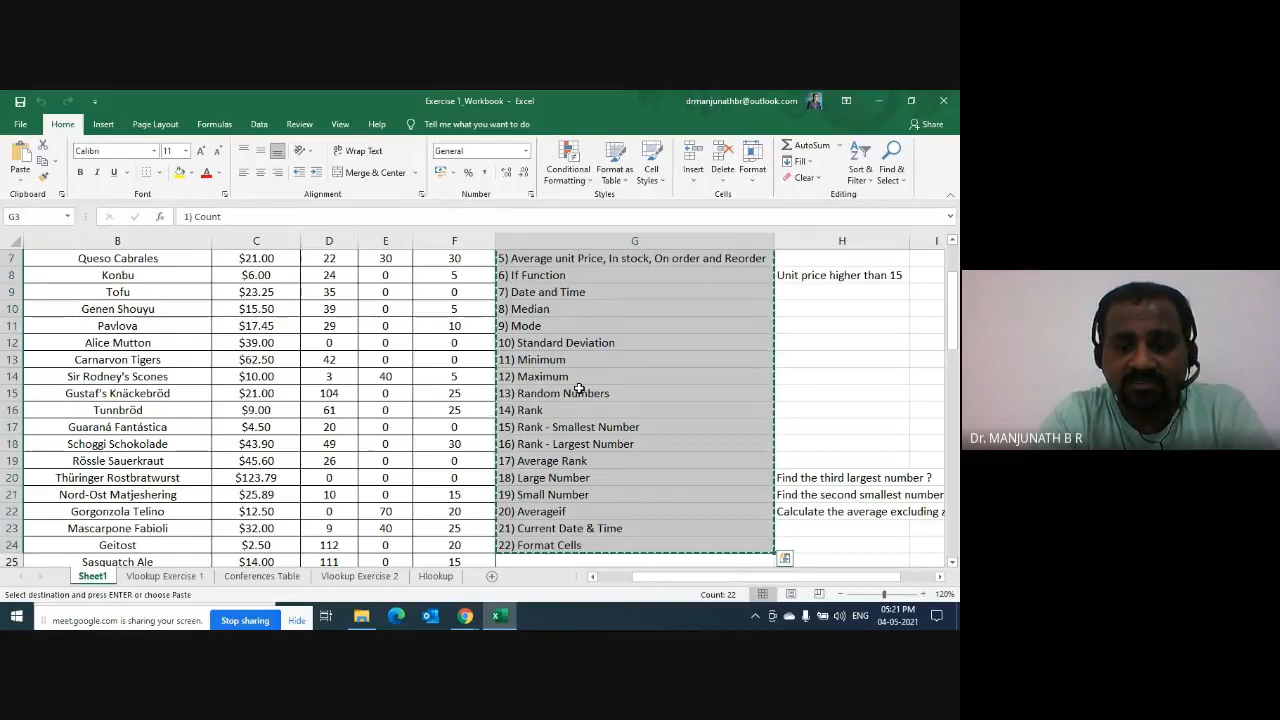 Exercise 1_Workbook - Excel
drmanjunathbr@outlook.com
File Home Insert Page Layout Formulas Data Review View Help Tell me what you want to do Share
Paste
Clipboard
Calibri 11
B I U
Font
Wrap Text
Merge & Center
Alignment
General
Number
Conditional Formatting
Format as Table
Cell Styles
Styles
Insert Delete Format
Cells
AutoSum
Fill
Clear
Sort & Filter
Find & Select
Editing
G3 fx 1) Count
B C D E F G H I
7 Queso Cabrales $21.00 22 30 30 5) Average unit Price, In stock, On order and Reorder
8 Konbu $6.00 24 0 5 6) If Function Unit price higher than 15
9 Tofu $23.25 35 0 0 7) Date and Time
10 Genen Shouyu $15.50 39 0 5 8) Median
11 Pavlova $17.45 29 0 10 9) Mode
12 Alice Mutton $39.00 0 0 0 10) Standard Deviation
13 Carnarvon Tigers $62.50 42 0 0 11) Minimum
14 Sir Rodney's Scones $10.00 3 40 5 12) Maximum
15 Gustaf's Knäckebröd $21.00 104 0 25 13) Random Numbers
16 Tunnbröd $9.00 61 0 25 14) Rank
17 Guaraná Fantástica $4.50 20 0 0 15) Rank - Smallest Number
18 Schoggi Schokolade $43.90 49 0 30 16) Rank - Largest Number
19 Rössle Sauerkraut $45.60 26 0 0 17) Average Rank
20 Thüringer Rostbratwurst $123.79 0 0 0 18) Large Number Find the third largest number ?
21 Nord-Ost Matjeshering $25.89 10 0 15 19) Small Number Find the second smallest number
22 Gorgonzola Telino $12.50 0 70 20 20) Averageif Calculate the average excluding z
23 Mascarpone Fabioli $32.00 9 40 25 21) Current Date & Time
24 Geitost $2.50 112 0 20 22) Format Cells
25 Sasquatch Ale $14.00 111 0 15
Sheet1 Vlookup Exercise 1 Conferences Table Vlookup Exercise 2 Hlookup
Select destination and press ENTER or choose Paste Count: 22 120%
meet.google.com is sharing your screen. Stop sharing Hide
ENG
05:21 PM
04-05-2021
Dr. MANJUNATH B R